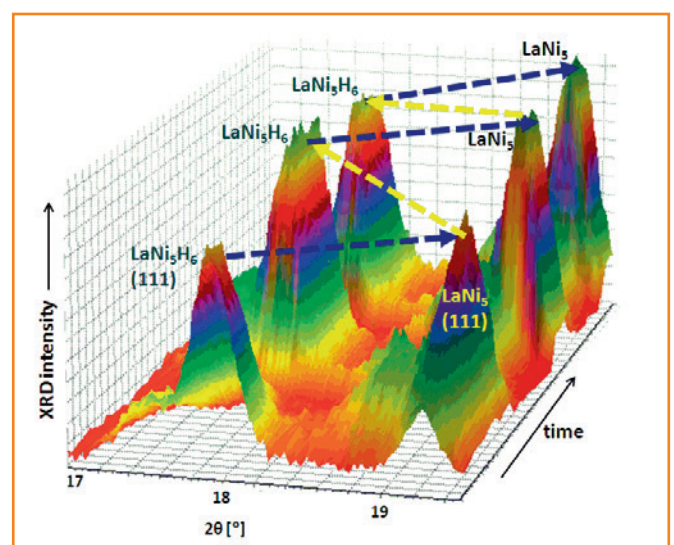 LaNi₅
LaNi₅H₆
LaNi₅H₆
LaNi₅
LaNi₅H₆
(111)
LaNi₅
(111)
XRD intensity
time
17
18
19
2θ [°]